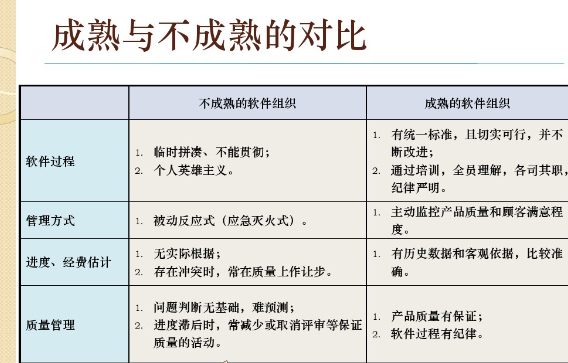 成熟与不成熟的对比
不成熟的软件组织
成熟的软件组织
软件过程
1. 临时拼凑、不能贯彻；
2. 个人英雄主义。
1. 有统一标准，且切实可行，并不
断改进；
2. 通过培训，全员理解，各司其职，
纪律严明。
管理方式
1. 被动反应式（应急灭火式）。
1. 主动监控产品质量和顾客满意程
度。
进度、经费估计
1. 无实际根据；
2. 存在冲突时，常在质量上作让步。
1. 有历史数据和客观依据，比较准
确。
质量管理
1. 问题判断无基础，难预测；
2. 进度滞后时，常减少或取消评审等保证
质量的活动。
1. 产品质量有保证；
2. 软件过程有纪律。